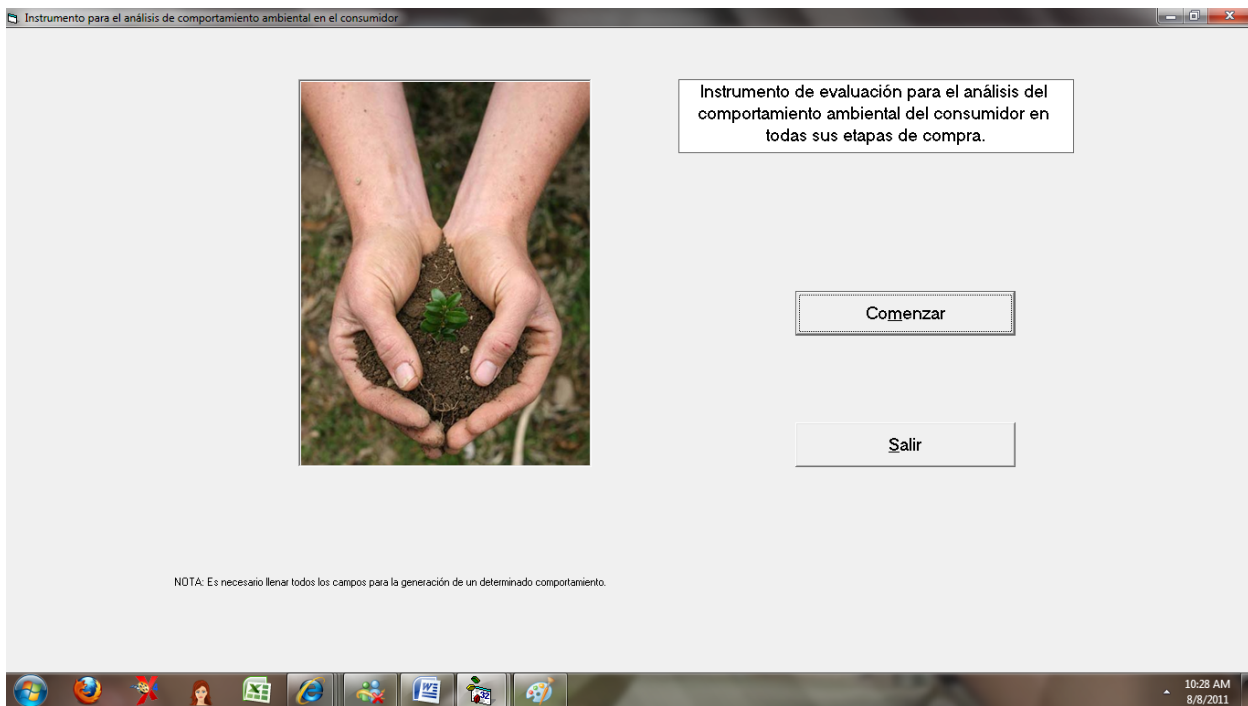 Instrumento para el análisis de comportamiento ambiental en el consumidor
Instrumento de evaluación para el análisis del
comportamiento ambiental del consumidor en
todas sus etapas de compra.
Comenzar
Salir
NOTA: Es necesario llenar todos los campos para la generación de un determinado comportamiento.
32
10:28 AM
8/8/2011